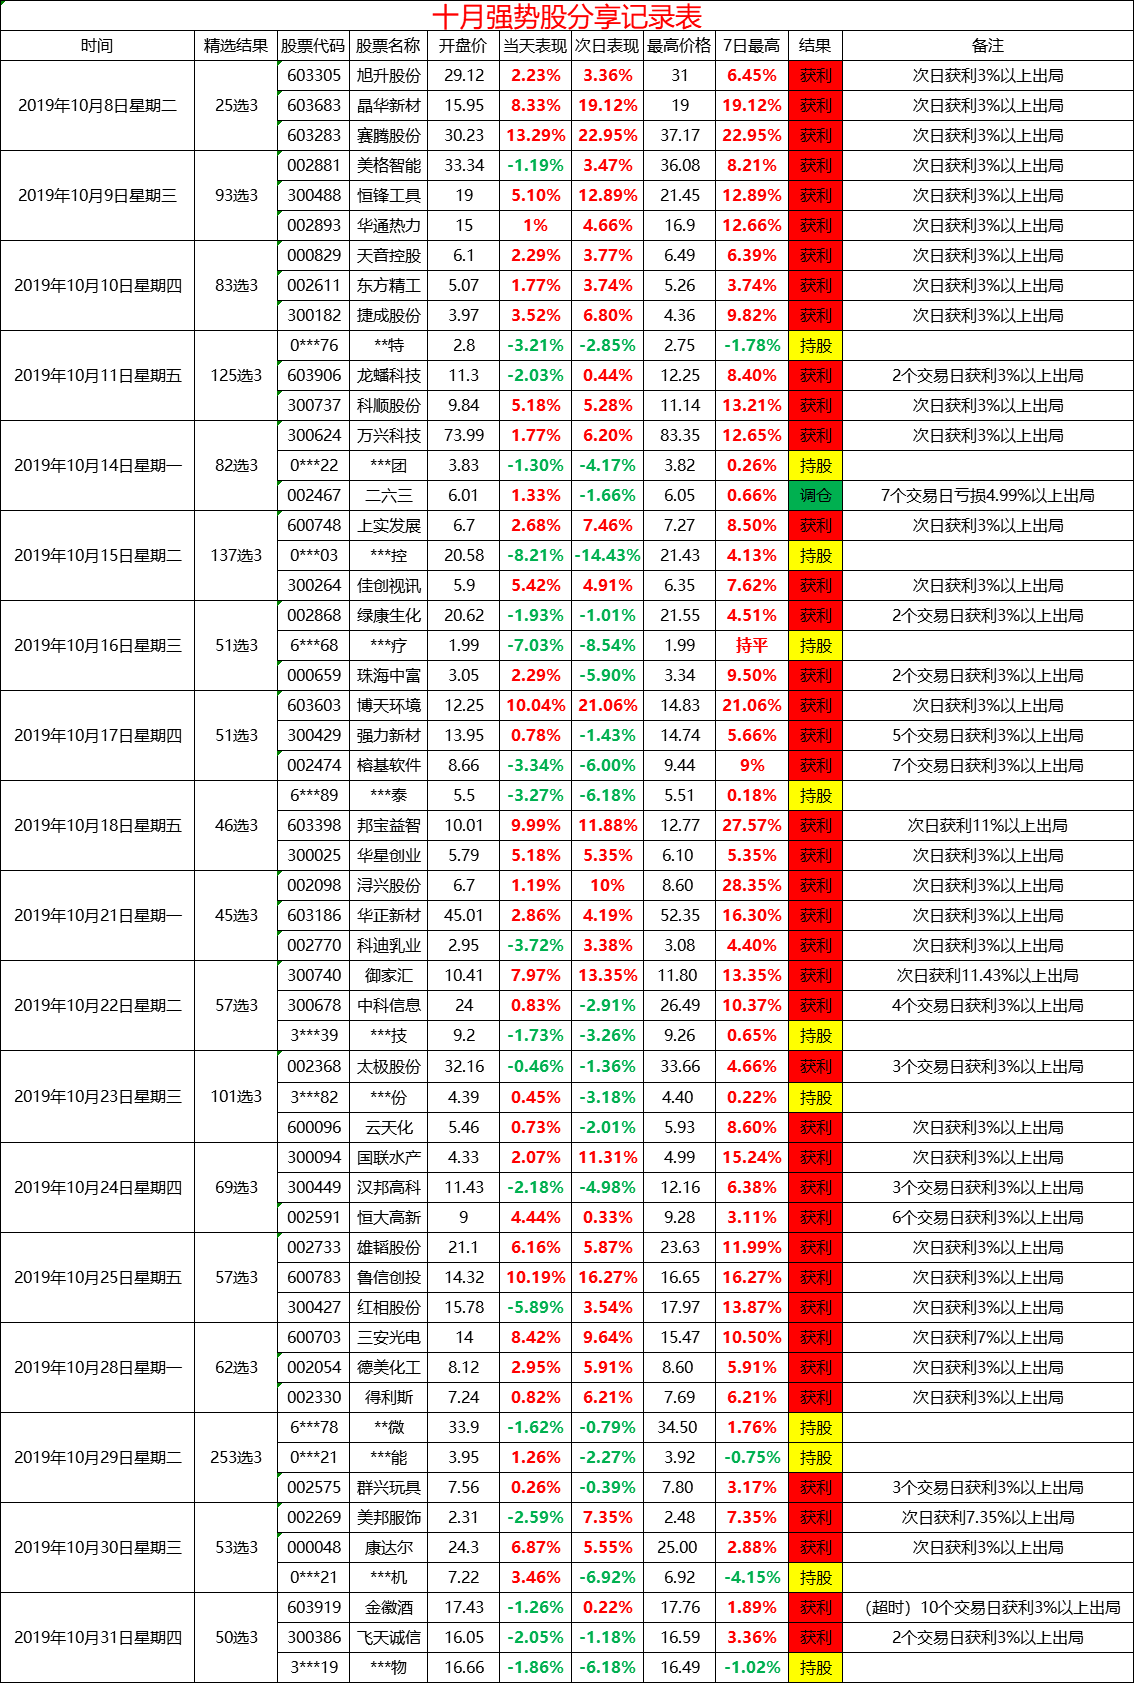 十月强势股分享记录表
时间 精选结果 股票代码 股票名称 开盘价 当天表现 次日表现 最高价格 7日最高 结果 备注
2019年10月8日星期二 25选3 603305 旭升股份 29.12 2.23% 3.36% 31 6.45% 获利 次日获利3%以上出局
603683 晶华新材 15.95 8.33% 19.12% 19 19.12% 获利 次日获利3%以上出局
603283 赛腾股份 30.23 13.29% 22.95% 37.17 22.95% 获利 次日获利3%以上出局
2019年10月9日星期三 93选3 002881 美格智能 33.34 -1.19% 3.47% 36.08 8.21% 获利 次日获利3%以上出局
300488 恒锋工具 19 5.10% 12.89% 21.45 12.89% 获利 次日获利3%以上出局
002893 华通热力 15 1% 4.66% 16.9 12.66% 获利 次日获利3%以上出局
2019年10月10日星期四 83选3 000829 天音控股 6.1 2.29% 3.77% 6.49 6.39% 获利 次日获利3%以上出局
002611 东方精工 5.07 1.77% 3.74% 5.26 3.74% 获利 次日获利3%以上出局
300182 捷成股份 3.97 3.52% 6.80% 4.36 9.82% 获利 次日获利3%以上出局
2019年10月11日星期五 125选3 0***76 **特 2.8 -3.21% -2.85% 2.75 -1.78% 持股
603906 龙蟠科技 11.3 -2.03% 0.44% 12.25 8.40% 获利 2个交易日获利3%以上出局
300737 科顺股份 9.84 5.18% 5.28% 11.14 13.21% 获利 次日获利3%以上出局
2019年10月14日星期一 82选3 300624 万兴科技 73.99 1.77% 6.20% 83.35 12.65% 获利 次日获利3%以上出局
0***22 ***团 3.83 -1.30% -4.17% 3.82 0.26% 持股
002467 二六三 6.01 1.33% -1.66% 6.05 0.66% 调仓 7个交易日亏损4.99%以上出局
2019年10月15日星期二 137选3 600748 上实发展 6.7 2.68% 7.46% 7.27 8.50% 获利 次日获利3%以上出局
0***03 ***控 20.58 -8.21% -14.43% 21.43 4.13% 持股
300264 佳创视讯 5.9 5.42% 4.91% 6.35 7.62% 获利 次日获利3%以上出局
2019年10月16日星期三 51选3 002868 绿康生化 20.62 -1.93% -1.01% 21.55 4.51% 获利 2个交易日获利3%以上出局
6***68 ***疗 1.99 -7.03% -8.54% 1.99 持平 持股
000659 珠海中富 3.05 2.29% -5.90% 3.34 9.50% 获利 2个交易日获利3%以上出局
2019年10月17日星期四 51选3 603603 博天环境 12.25 10.04% 21.06% 14.83 21.06% 获利 次日获利3%以上出局
300429 强力新材 13.95 0.78% -1.43% 14.74 5.66% 获利 5个交易日获利3%以上出局
002474 榕基软件 8.66 -3.34% -6.00% 9.44 9% 获利 7个交易日获利3%以上出局
2019年10月18日星期五 46选3 6***89 ***泰 5.5 -3.27% -6.18% 5.51 0.18% 持股
603398 邦宝益智 10.01 9.99% 11.88% 12.77 27.57% 获利 次日获利11%以上出局
300025 华星创业 5.79 5.18% 5.35% 6.10 5.35% 获利 次日获利3%以上出局
2019年10月21日星期一 45选3 002098 浔兴股份 6.7 1.19% 10% 8.60 28.35% 获利 次日获利3%以上出局
603186 华正新材 45.01 2.86% 4.19% 52.35 16.30% 获利 次日获利3%以上出局
002770 科迪乳业 2.95 -3.72% 3.38% 3.08 4.40% 获利 次日获利3%以上出局
2019年10月22日星期二 57选3 300740 御家汇 10.41 7.97% 13.35% 11.80 13.35% 获利 次日获利11.43%以上出局
300678 中科信息 24 0.83% -2.91% 26.49 10.37% 获利 4个交易日获利3%以上出局
3***39 ***技 9.2 -1.73% -3.26% 9.26 0.65% 持股
2019年10月23日星期三 101选3 002368 太极股份 32.16 -0.46% -1.36% 33.66 4.66% 获利 3个交易日获利3%以上出局
3***82 ***份 4.39 0.45% -3.18% 4.40 0.22% 持股
600096 云天化 5.46 0.73% -2.01% 5.93 8.60% 获利 次日获利3%以上出局
2019年10月24日星期四 69选3 300094 国联水产 4.33 2.07% 11.31% 4.99 15.24% 获利 次日获利3%以上出局
300449 汉邦高科 11.43 -2.18% -4.98% 12.16 6.38% 获利 3个交易日获利3%以上出局
002591 恒大高新 9 4.44% 0.33% 9.28 3.11% 获利 6个交易日获利3%以上出局
2019年10月25日星期五 57选3 002733 雄韬股份 21.1 6.16% 5.87% 23.63 11.99% 获利 次日获利3%以上出局
600783 鲁信创投 14.32 10.19% 16.27% 16.65 16.27% 获利 次日获利3%以上出局
300427 红相股份 15.78 -5.89% 3.54% 17.97 13.87% 获利 次日获利3%以上出局
2019年10月28日星期一 62选3 600703 三安光电 14 8.42% 9.64% 15.47 10.50% 获利 次日获利7%以上出局
002054 德美化工 8.12 2.95% 5.91% 8.60 5.91% 获利 次日获利3%以上出局
002330 得利斯 7.24 0.82% 6.21% 7.69 6.21% 获利 次日获利3%以上出局
2019年10月29日星期二 253选3 6***78 **微 33.9 -1.62% -0.79% 34.50 1.76% 持股
0***21 ***能 3.95 1.26% -2.27% 3.92 -0.75% 持股
002575 群兴玩具 7.56 0.26% -0.39% 7.80 3.17% 获利 3个交易日获利3%以上出局
2019年10月30日星期三 53选3 002269 美邦服饰 2.31 -2.59% 7.35% 2.48 7.35% 获利 次日获利7.35%以上出局
000048 康达尔 24.3 6.87% 5.55% 25.00 2.88% 获利 次日获利3%以上出局
0***21 ***机 7.22 3.46% -6.92% 6.92 -4.15% 持股
2019年10月31日星期四 50选3 603919 金徽酒 17.43 -1.26% 0.22% 17.76 1.89% 获利 （超时）10个交易日获利3%以上出局
300386 飞天诚信 16.05 -2.05% -1.18% 16.59 3.36% 获利 2个交易日获利3%以上出局
3***19 ***物 16.66 -1.86% -6.18% 16.49 -1.02% 持股